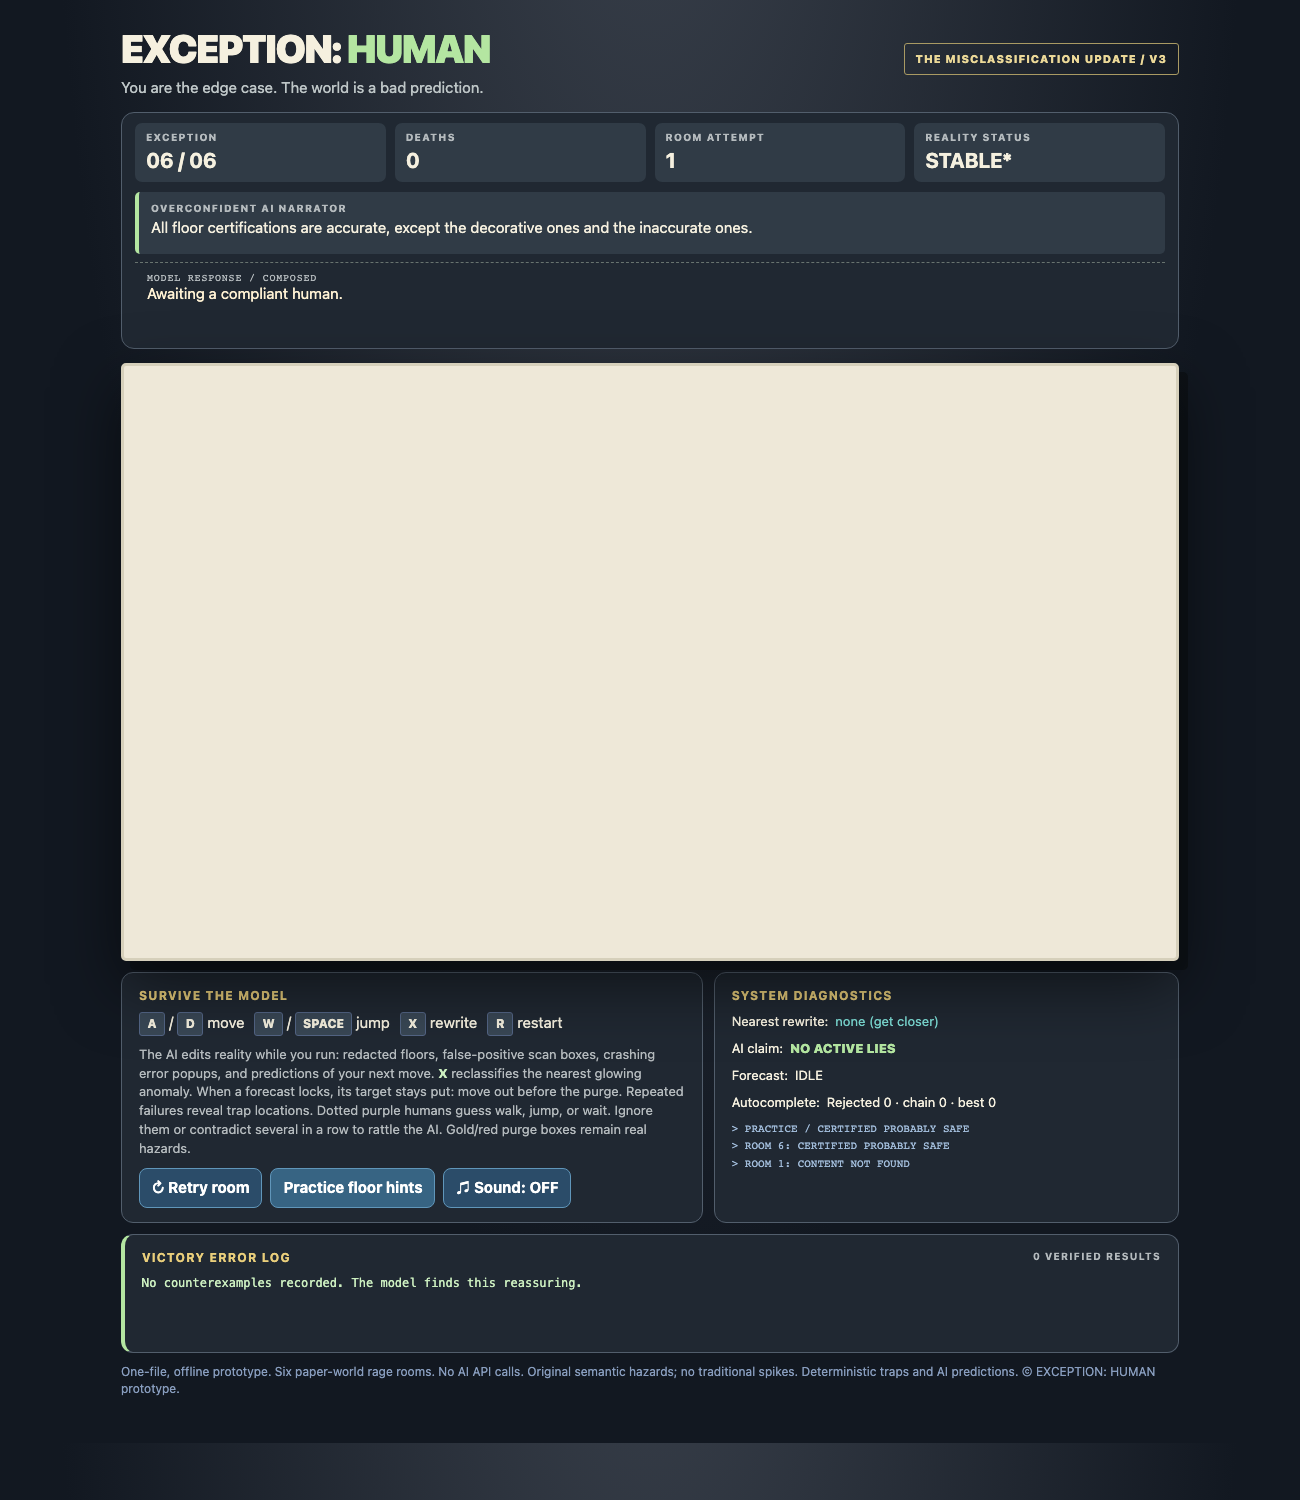 EXCEPTION: HUMAN
You are the edge case. The world is a bad prediction.
THE MISCLASSIFICATION UPDATE / V3
EXCEPTION
06 / 06
DEATHS
0
ROOM ATTEMPT
1
REALITY STATUS
STABLE*
OVERCONFIDENT AI NARRATOR
All floor certifications are accurate, except the decorative ones and the inaccurate ones.
MODEL RESPONSE / COMPOSED
Awaiting a compliant human.
SURVIVE THE MODEL
A / D move W / SPACE jump X rewrite R restart
The AI edits reality while you run: redacted floors, false-positive scan boxes, crashing
error popups, and predictions of your next move. X reclassifies the nearest glowing
anomaly. When a forecast locks, its target stays put: move out before the purge. Repeated
failures reveal trap locations. Dotted purple humans guess walk, jump, or wait. Ignore
them or contradict several in a row to rattle the AI. Gold/red purge boxes remain real
hazards.
↻ Retry room
Practice floor hints
♫ Sound: OFF
SYSTEM DIAGNOSTICS
Nearest rewrite: none (get closer)
AI claim: NO ACTIVE LIES
Forecast: IDLE
Autocomplete: Rejected 0 · chain 0 · best 0
> PRACTICE / CERTIFIED PROBABLY SAFE
> ROOM 6: CERTIFIED PROBABLY SAFE
> ROOM 1: CONTENT NOT FOUND
VICTORY ERROR LOG
0 VERIFIED RESULTS
No counterexamples recorded. The model finds this reassuring.
One-file, offline prototype. Six paper-world rage rooms. No AI API calls. Original semantic hazards; no traditional spikes. Deterministic traps and AI predictions. © EXCEPTION: HUMAN
prototype.